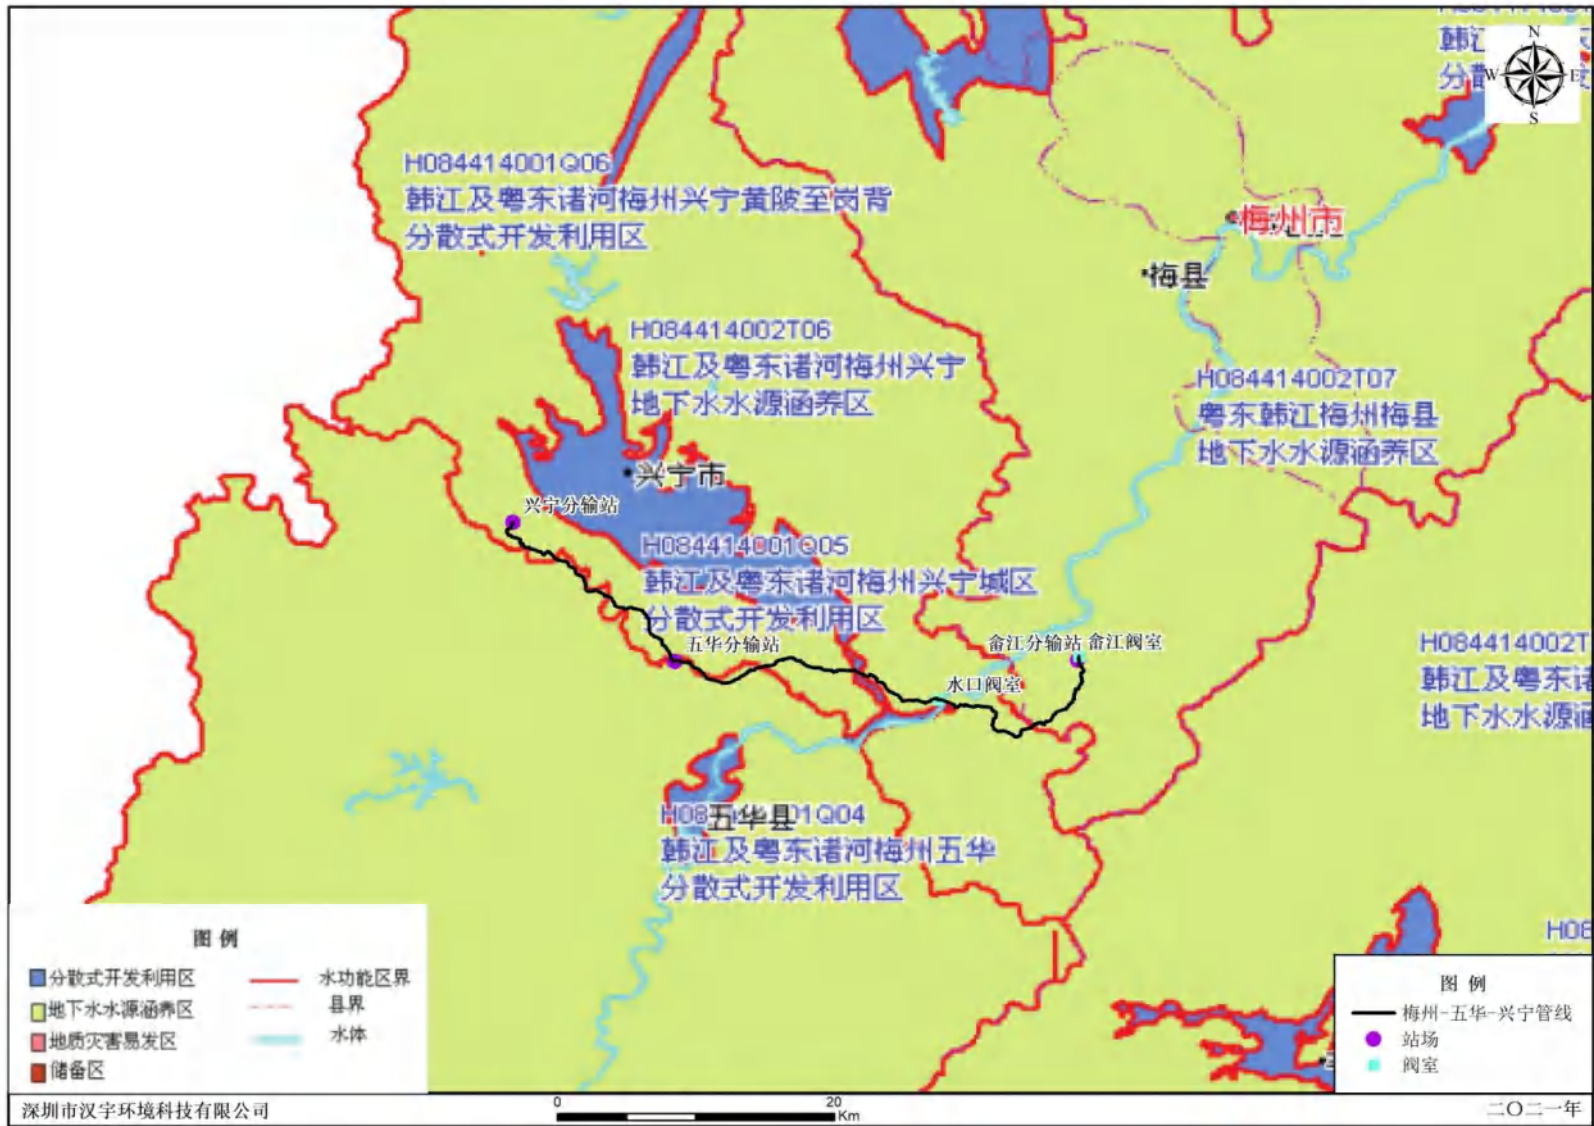 韩江
分散
N
W
E
S
H084414001Q06
韩江及粤东诸河梅州兴宁黄陂至岗背
分散式开发利用区
梅州市
梅县
H084414002T06
韩江及粤东诸河梅州兴宁
地下水水源涵养区
H084414002T07
粤东韩江梅州梅县
地下水水源涵养区
兴宁市
兴宁分输站
H084414001Q05
韩江及粤东诸河梅州兴宁城区
分散式开发利用区
五华分输站
畲江分输站
畲江阀室
水口阀室
H084414002T
韩江及粤东诸
地下水水源涵
五华县
H08
01Q04
韩江及粤东诸河梅州五华
分散式开发利用区
H08
图 例
分散式开发利用区
地下水水源涵养区
地质灾害易发区
储备区
水功能区界
县界
水体
图 例
梅州-五华-兴宁管线
站场
阀室
深圳市汉宇环境科技有限公司
0
20
Km
二〇二一年